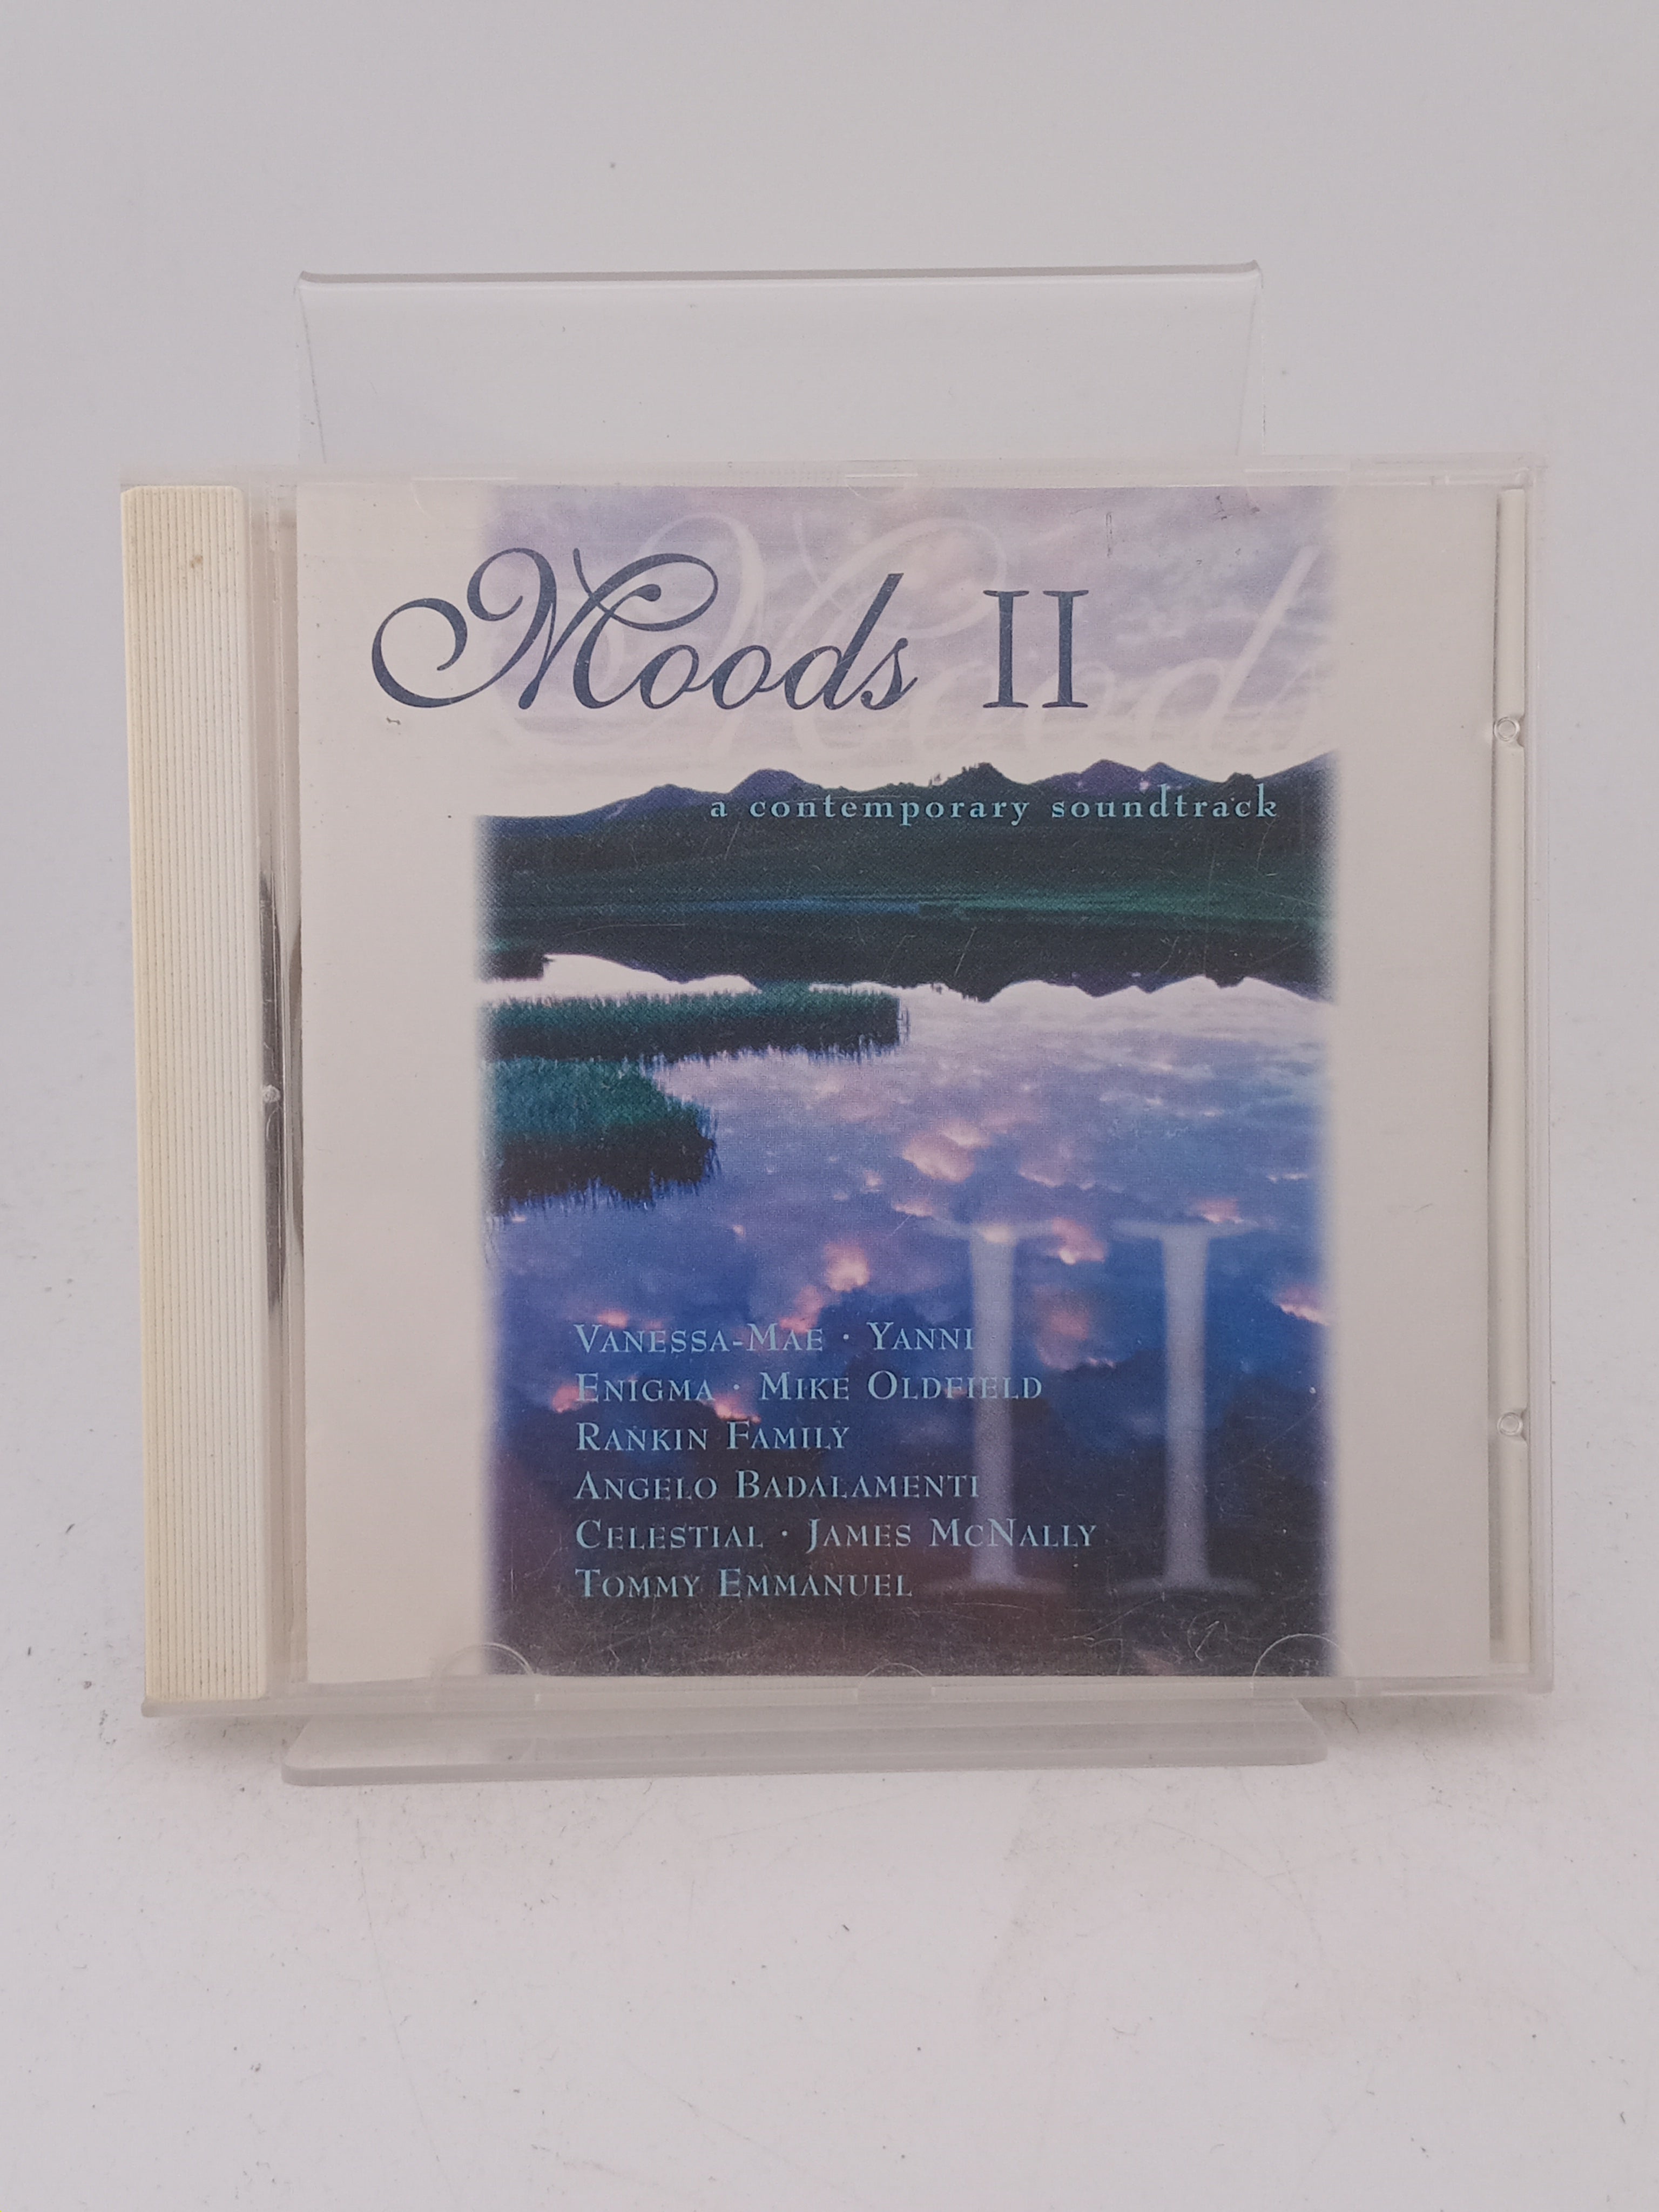 Moods II
a contemporary soundtrack
VANESSA-MAE · YANNI
ENIGMA · MIKE OLDFIELD
RANKIN FAMILY
ANGELO BADALAMENTI
CELESTIAL · JAMES MCNALLY
TOMMY EMMANUEL